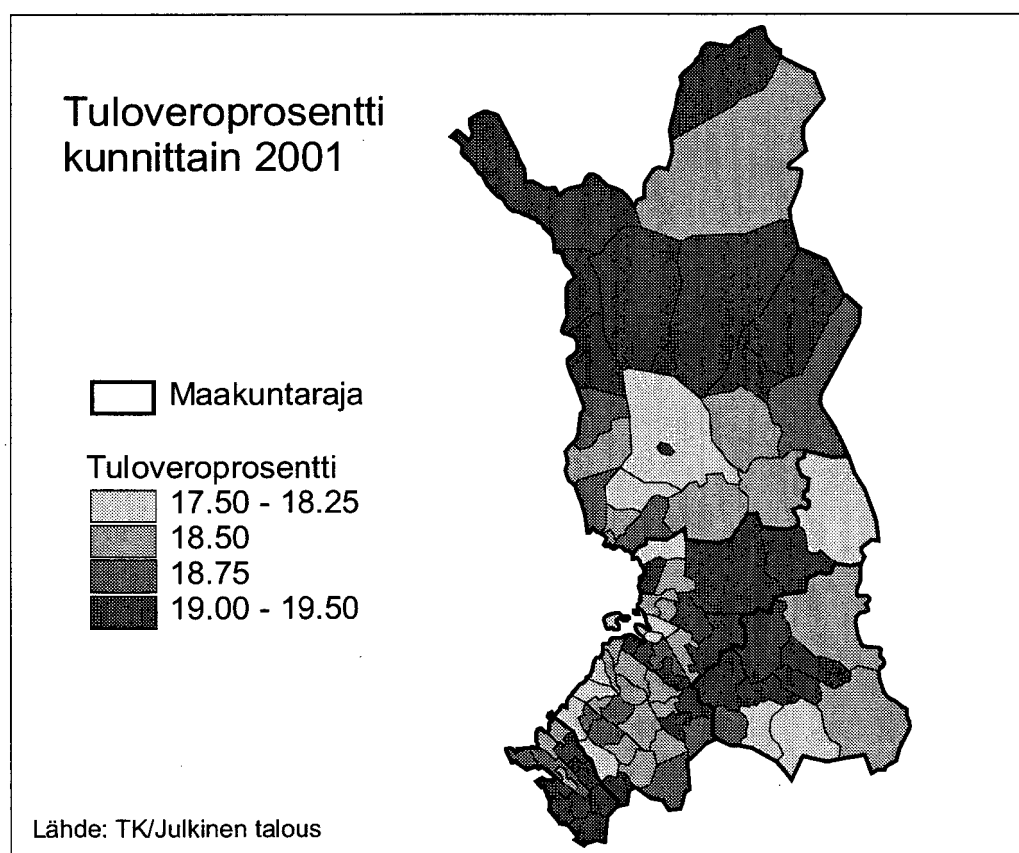 Tuloveroprosentti
kunnittain 2001
Maakuntaraja
Tuloveroprosentti
17.50 - 18.25
18.50
18.75
19.00 - 19.50
Lähde: TK/Julkinen talous